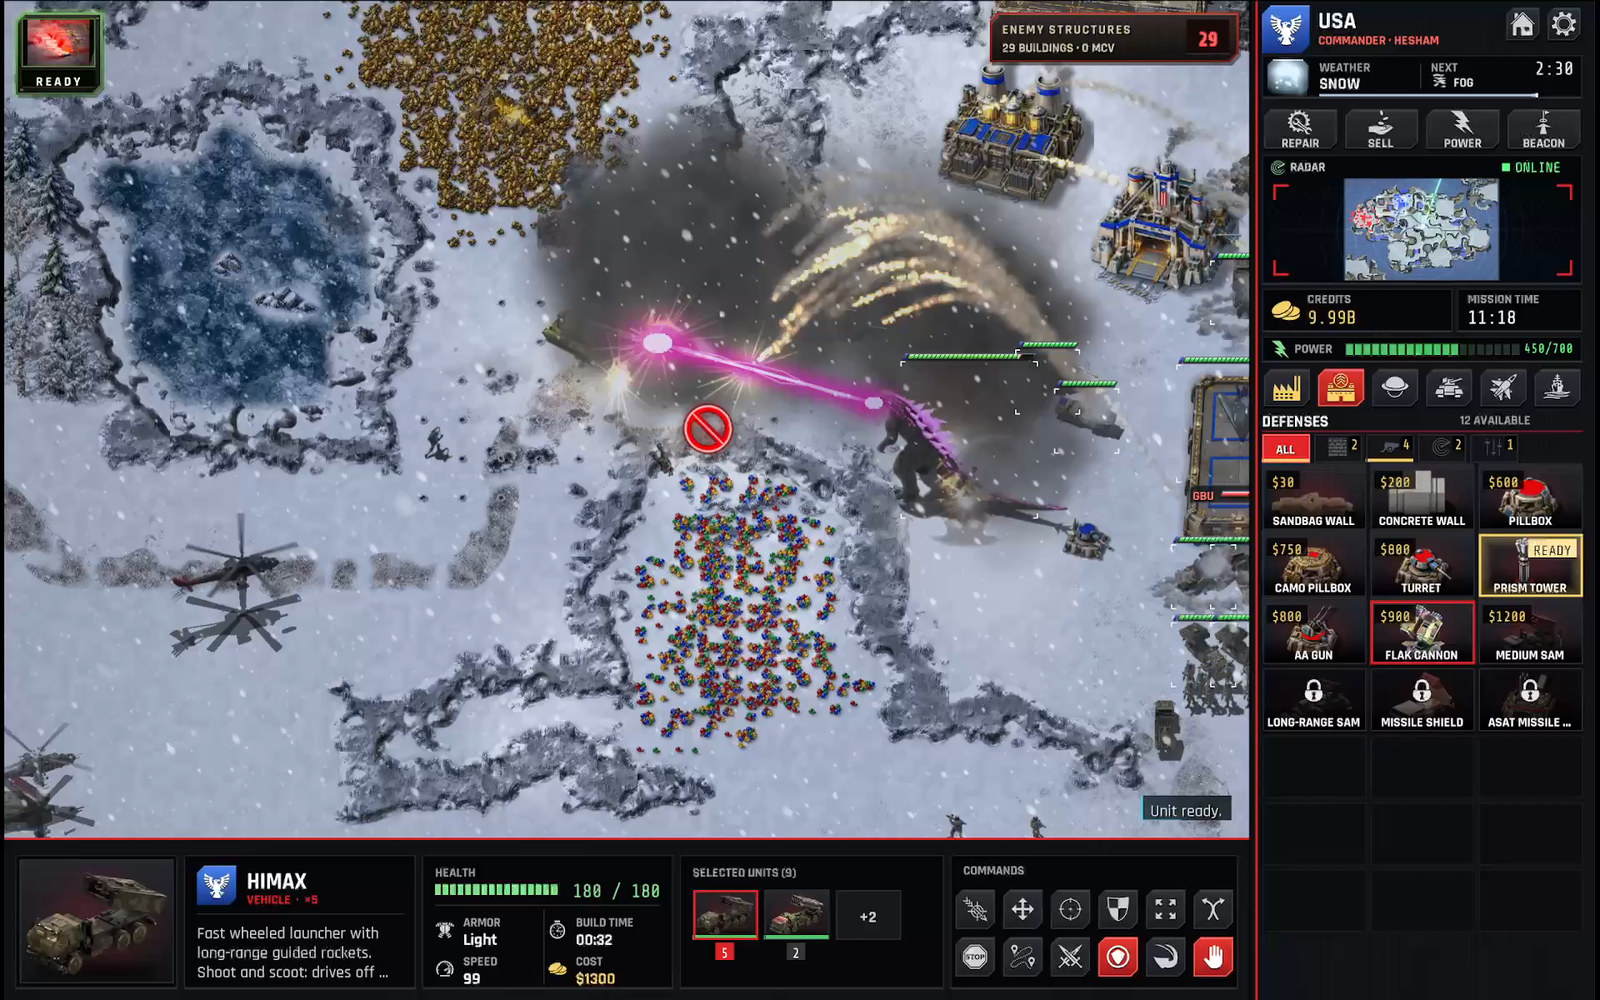 READY
ENEMY STRUCTURES
29 BUILDINGS · 0 MCV
29
USA
COMMANDER · HESHAM
WEATHER
SNOW
NEXT
FOG
2:30
REPAIR
SELL
POWER
BEACON
RADAR
ONLINE
CREDITS
9.99B
MISSION TIME
11:18
POWER
450/700
DEFENSES
12 AVAILABLE
ALL
2
4
2
1
$30
SANDBAG WALL
$200
CONCRETE WALL
$600
PILLBOX
$750
CAMO PILLBOX
$800
TURRET
READY
PRISM TOWER
$800
AA GUN
$900
FLAK CANNON
$1200
MEDIUM SAM
LONG-RANGE SAM
MISSILE SHIELD
ASAT MISSILE ...
GBU
Unit ready.
HIMAX
VEHICLE · ×5
Fast wheeled launcher with
long-range guided rockets.
Shoot and scoot: drives off ...
HEALTH
180 / 180
ARMOR
Light
BUILD TIME
00:32
SPEED
99
COST
$1300
SELECTED UNITS (9)
5
2
+2
COMMANDS
STOP